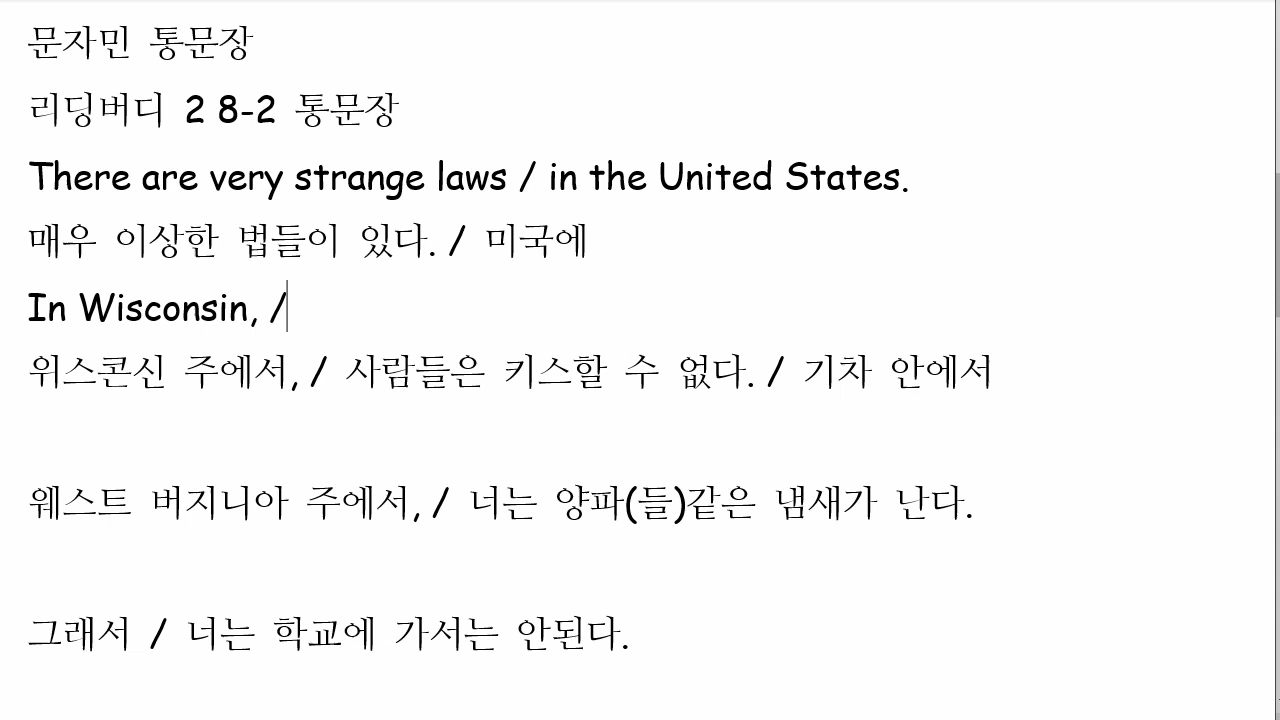 문자민 통문장
리딩버디 2 8-2 통문장
There are very strange laws / in the United States.
매우 이상한 법들이 있다. / 미국에
In Wisconsin, /
위스콘신 주에서, / 사람들은 키스할 수 없다. / 기차 안에서
웨스트 버지니아 주에서, / 너는 양파(들)같은 냄새가 난다.
그래서 / 너는 학교에 가서는 안된다.